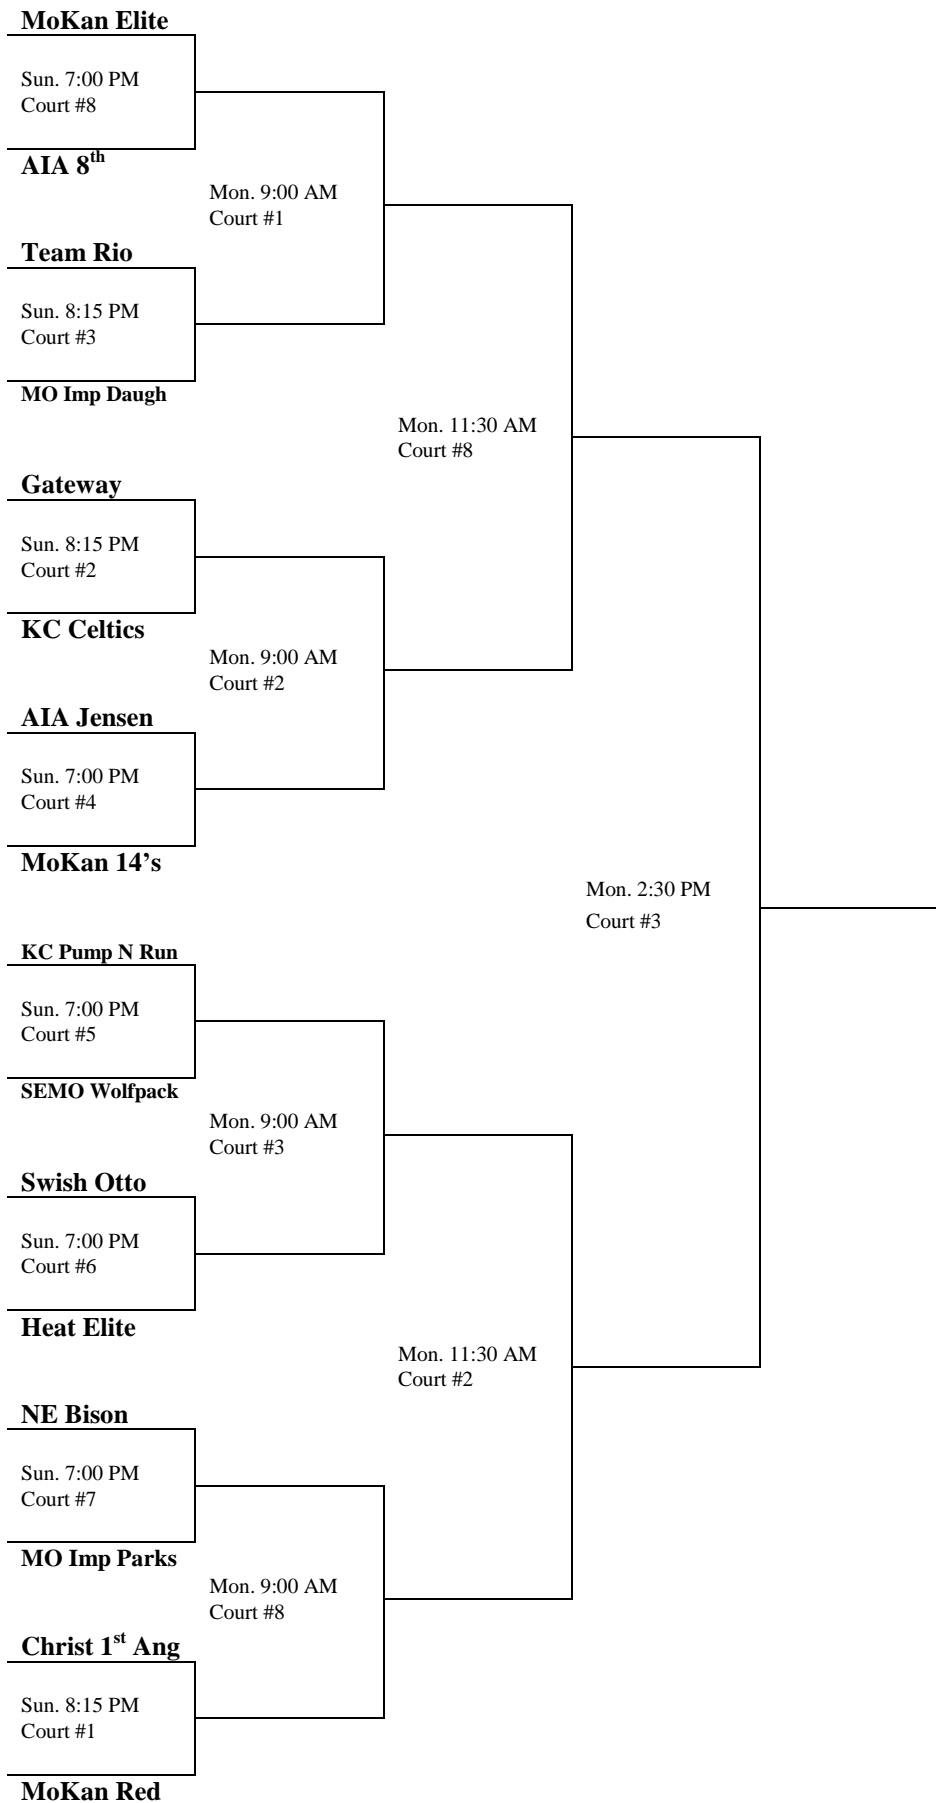 MoKan Elite
Sun. 7:00 PM
Court #8
AIA 8th
Mon. 9:00 AM
Court #1
Team Rio
Sun. 8:15 PM
Court #3
MO Imp Daugh
Mon. 11:30 AM
Court #8
Gateway
Sun. 8:15 PM
Court #2
KC Celtics
Mon. 9:00 AM
Court #2
AIA Jensen
Sun. 7:00 PM
Court #4
MoKan 14’s
Mon. 2:30 PM
Court #3
KC Pump N Run
Sun. 7:00 PM
Court #5
SEMO Wolfpack
Mon. 9:00 AM
Court #3
Swish Otto
Sun. 7:00 PM
Court #6
Heat Elite
Mon. 11:30 AM
Court #2
NE Bison
Sun. 7:00 PM
Court #7
MO Imp Parks
Mon. 9:00 AM
Court #8
Christ 1st Ang
Sun. 8:15 PM
Court #1
MoKan Red